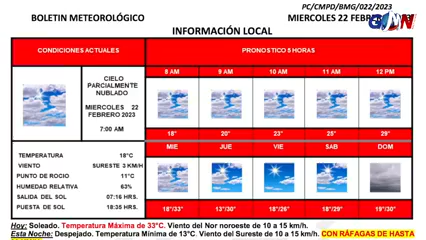 PC/CMPD/BMG/022/2023
BOLETIN METEOROLÓGICO
MIERCOLES 22 FEBRERO
GAN
INFORMACIÓN LOCAL
CONDICIONES ACTUALES
PRONOSTICO 5 HORAS
8 AM 9 AM 10 AM 11 AM 12 PM
CIELO
PARCIALMENTE
NUBLADO
MIERCOLES 22
FEBRERO 2023
7:00 AM
18° 20° 23° 25° 29°
MIE JUE VIE SAB DOM
TEMPERATURA 18°C
VIENTO SURESTE 3 KM/H
PUNTO DE ROCIO 11°C
HUMEDAD RELATIVA 63%
SALIDA DEL SOL 07:16 HRS.
PUESTA DE SOL 18:35 HRS.
18°/33° 13°/30° 18°/26° 18°/28° 19°/30°
Hoy: Soleado. Temperatura Máxima de 33°C. Viento del Nor noroeste de 10 a 15 km/h.
Esta Noche: Despejado. Temperatura Mínima de 13°C. Viento del Sureste de 10 a 15 km/h. CON RÁFAGAS DE HASTA